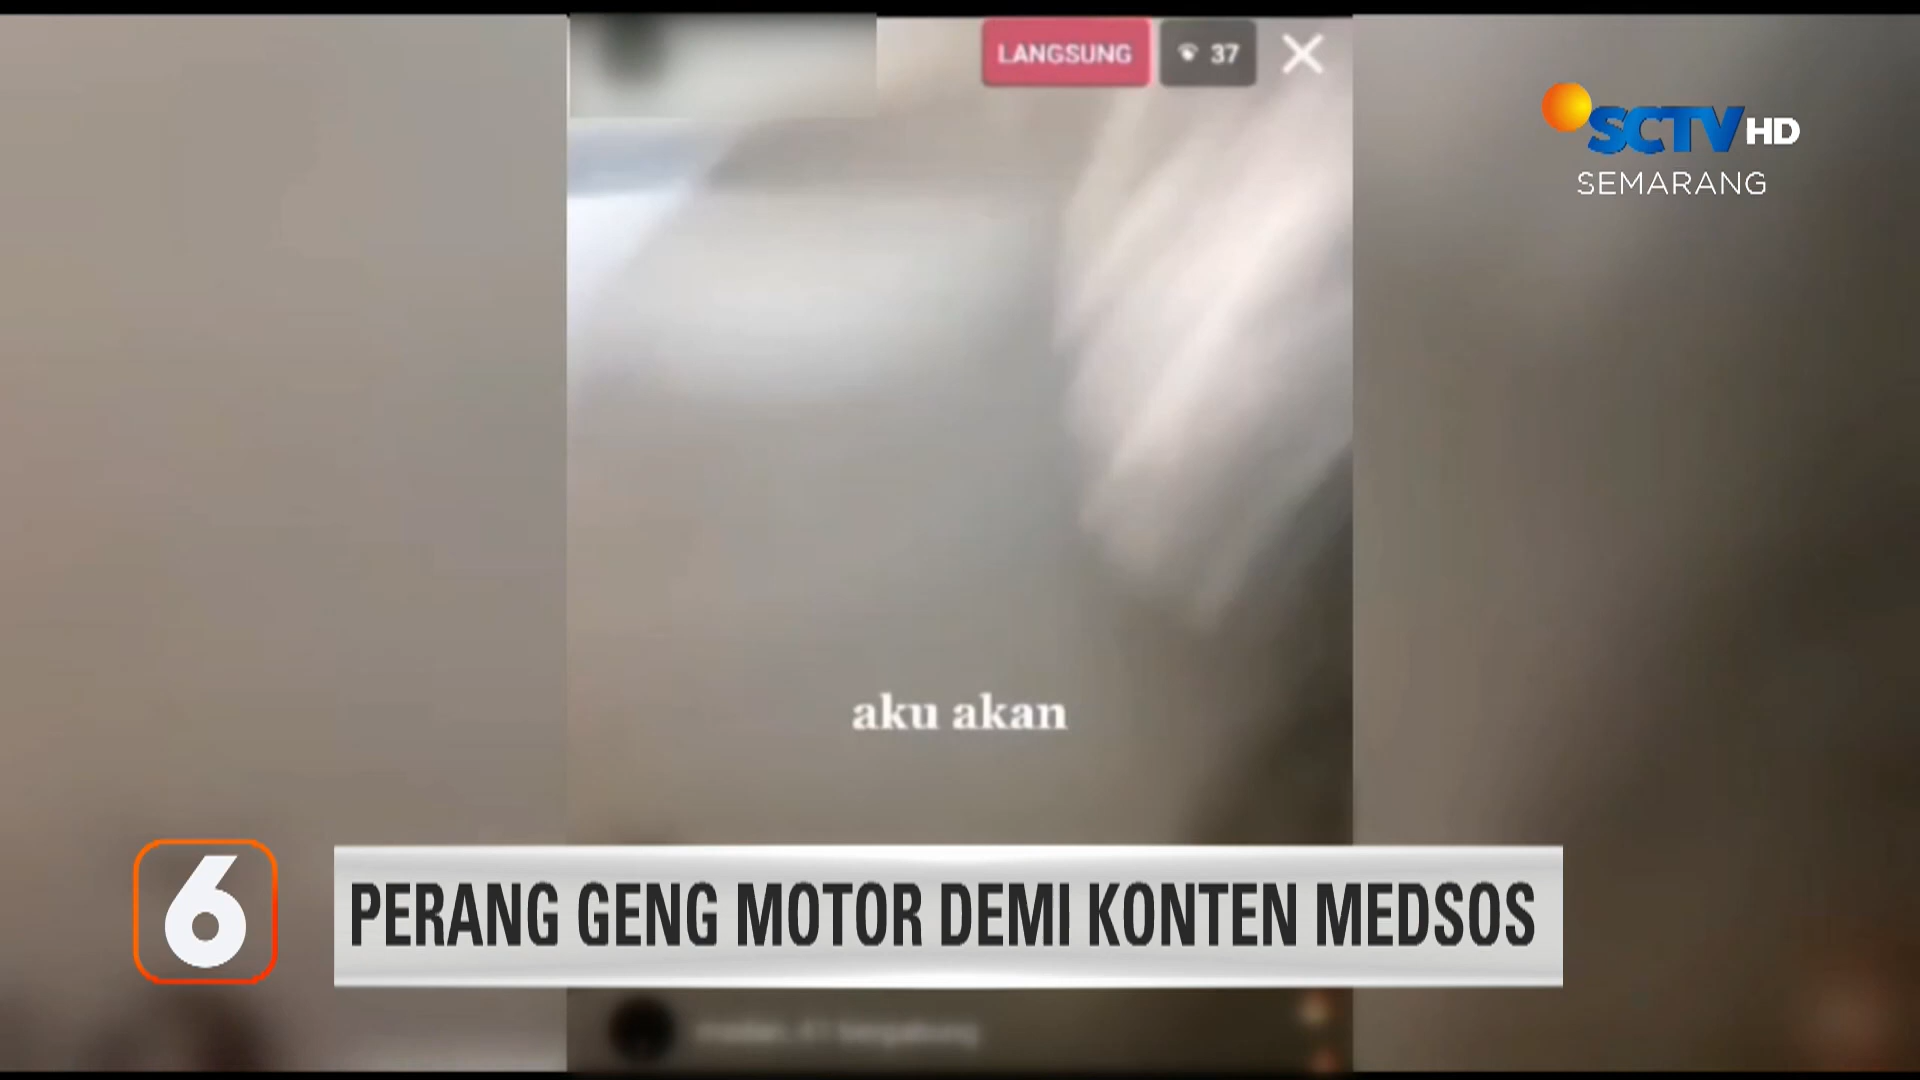 LANGSUNG 37
SCTV HD
SEMARANG
aku akan
6 PERANG GENG MOTOR DEMI KONTEN MEDSOS